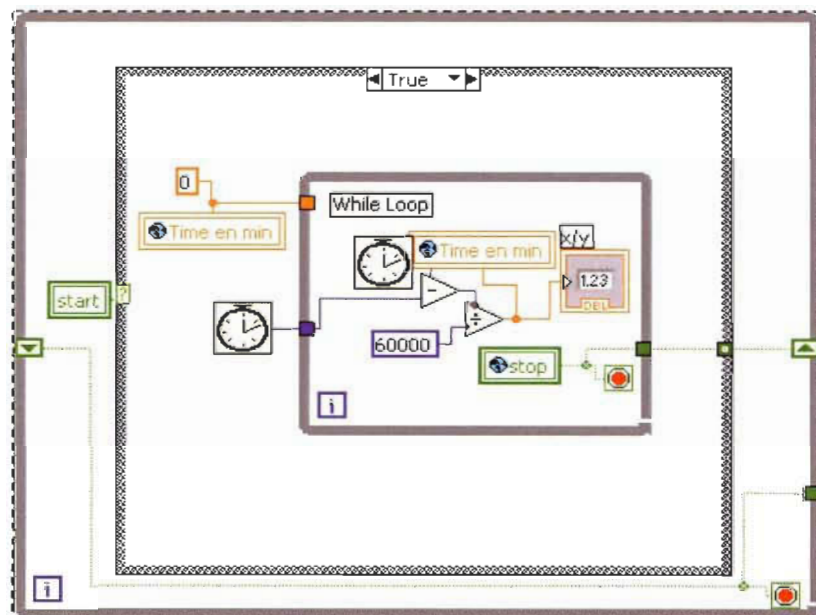 True
0
While Loop
Time en min
Time en min
x/y
1.23
DBL
start
?
60000
stop
i
i